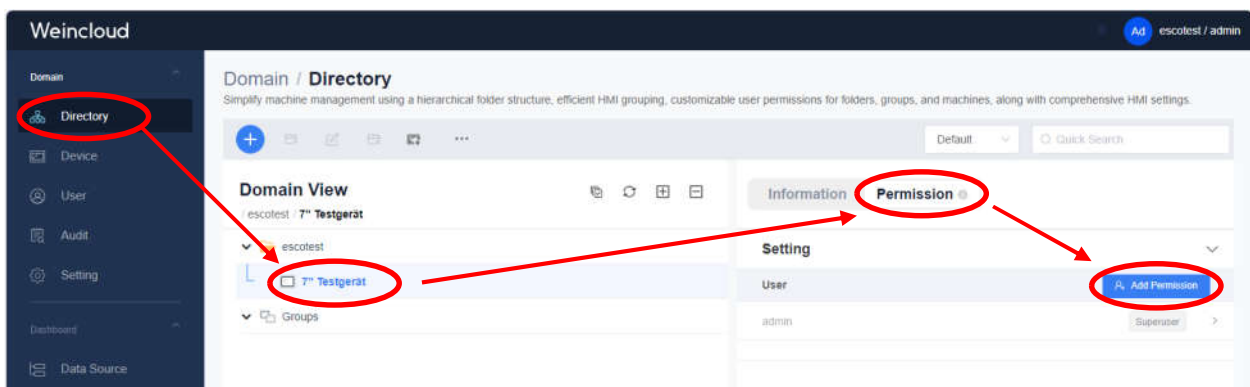 Weincloud
Ad escotest / admin
Domain
Directory
Device
User
Audit
Setting
Dashboard
Data Source
Domain / Directory
Simplify machine management using a hierarchical folder structure, efficient HMI grouping, customizable user permissions for folders, groups, and machines, along with comprehensive HMI settings.
Default
Quick Search
Domain View
/ escotest / 7" Testgerät
escotest
7" Testgerät
Groups
Information Permission
Setting
User Add Permission
admin Superuser